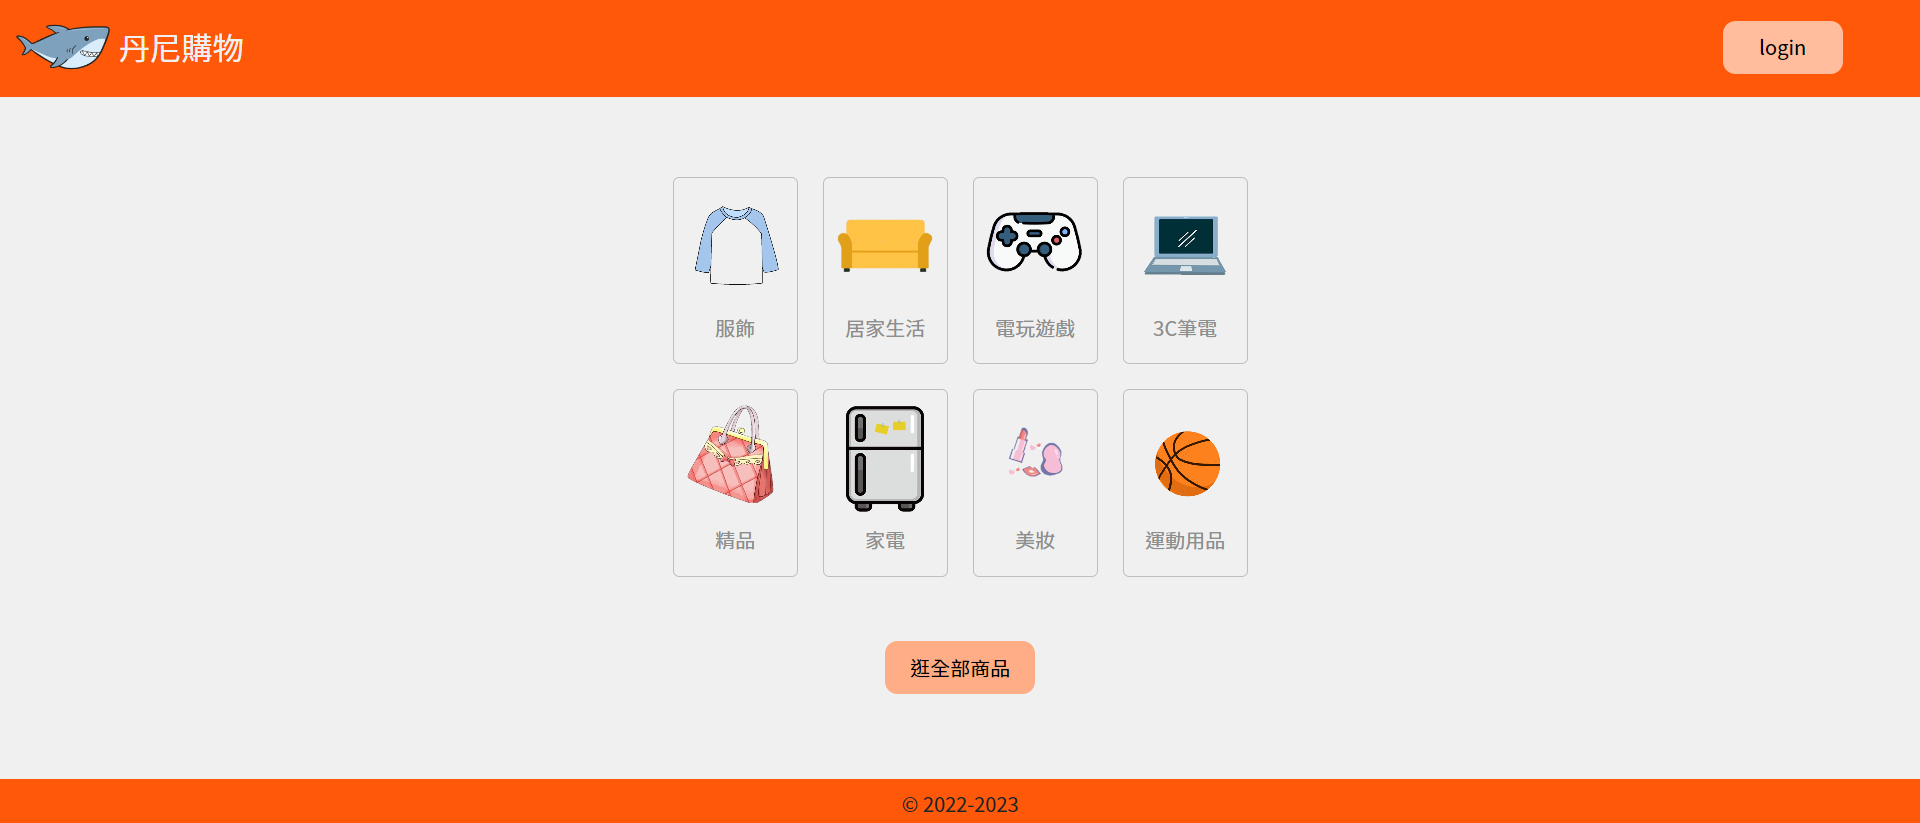 丹尼購物
login
服飾
居家生活
電玩遊戲
3C筆電
精品
家電
美妝
運動用品
逛全部商品
© 2022-2023